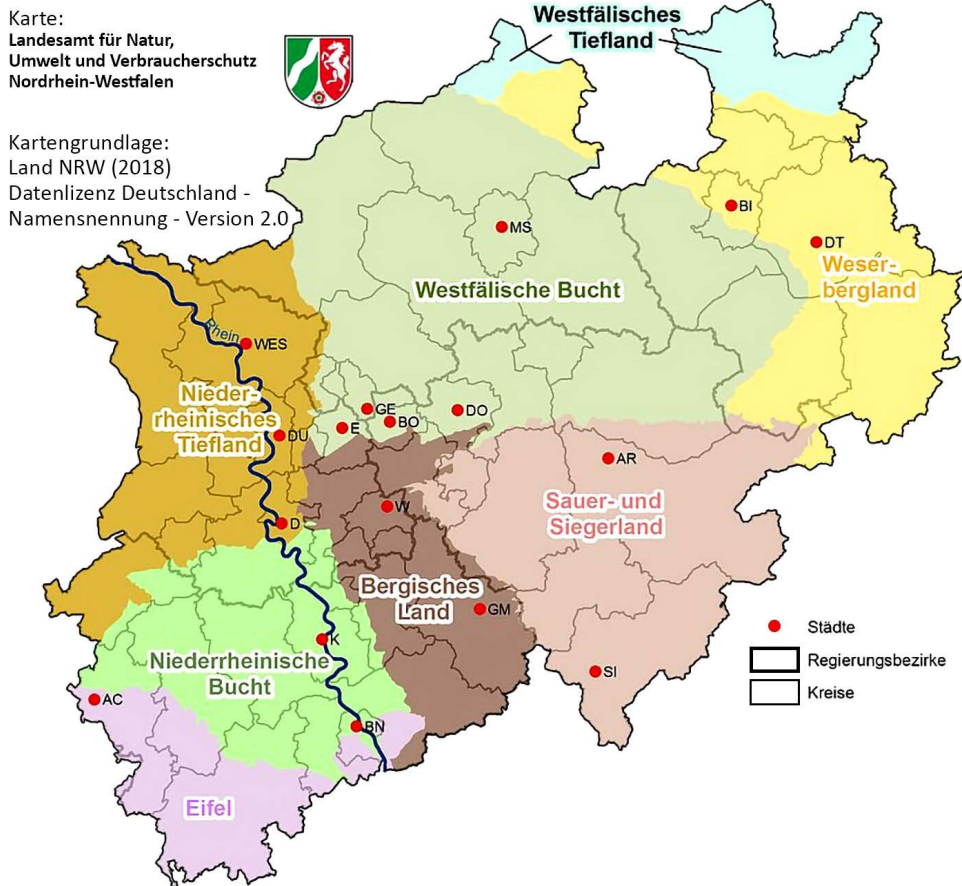 Karte:
Landesamt für Natur,
Umwelt und Verbraucherschutz
Nordrhein-Westfalen
Kartengrundlage:
Land NRW (2018)
Datenlizenz Deutschland -
Namensnennung - Version 2.0
Westfälisches
Tiefland
BI
MS
DT
Weser-
bergland
Westfälische Bucht
Rhein
WES
Nieder-
rheinisches
Tiefland
DU
GE
BO
DO
E
AR
Sauer- und
Siegerland
W
D
Bergisches
Land
GM
K
Niederrheinische
Bucht
SI
AC
BN
Eifel
Städte
Regierungsbezirke
Kreise